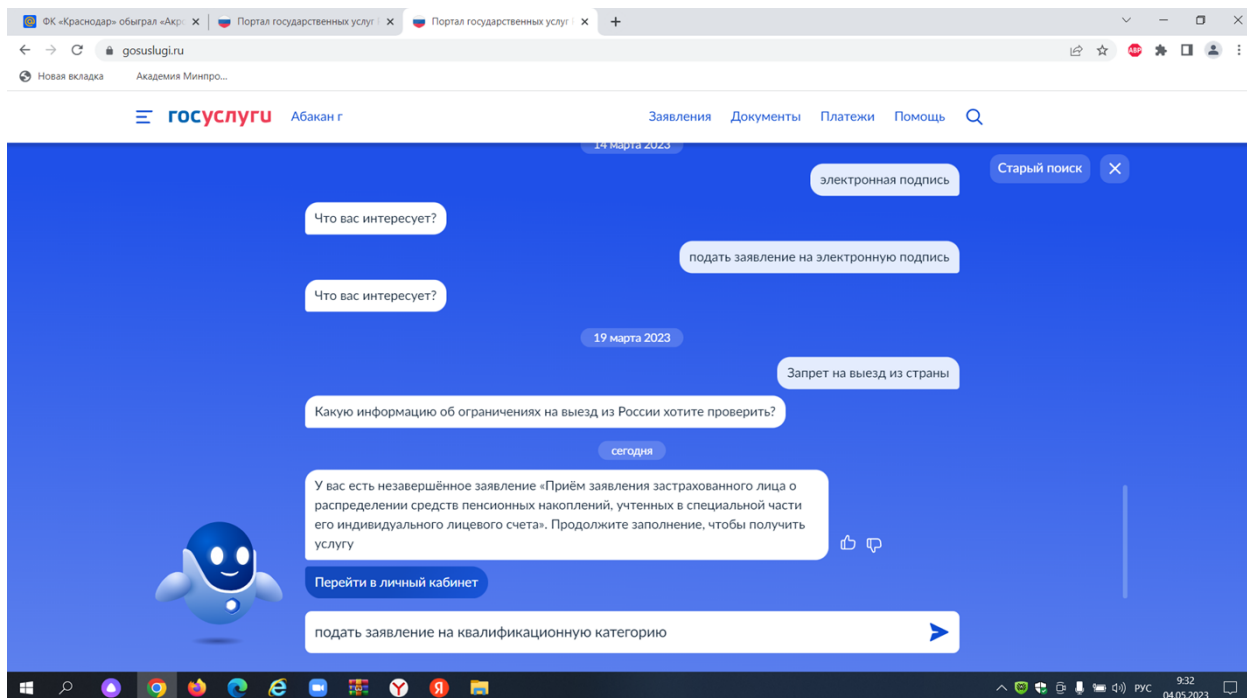 ФК «Краснодар» обыграл «Акр
Портал государственных услуг
Портал государственных услуг
gosuslugi.ru
ABP
Новая вкладка
Академия Минпро...
госуслуги
Абакан г
Заявления
Документы
Платежи
Помощь
14 марта 2023
Старый поиск
электронная подпись
Что вас интересует?
подать заявление на электронную подпись
Что вас интересует?
19 марта 2023
Запрет на выезд из страны
Какую информацию об ограничениях на выезд из России хотите проверить?
сегодня
У вас есть незавершённое заявление «Приём заявления застрахованного лица о
распределении средств пенсионных накоплений, учтенных в специальной части
его индивидуального лицевого счета». Продолжите заполнение, чтобы получить
услугу
Перейти в личный кабинет
подать заявление на квалификационную категорию
РУС
9:32
04.05.2023